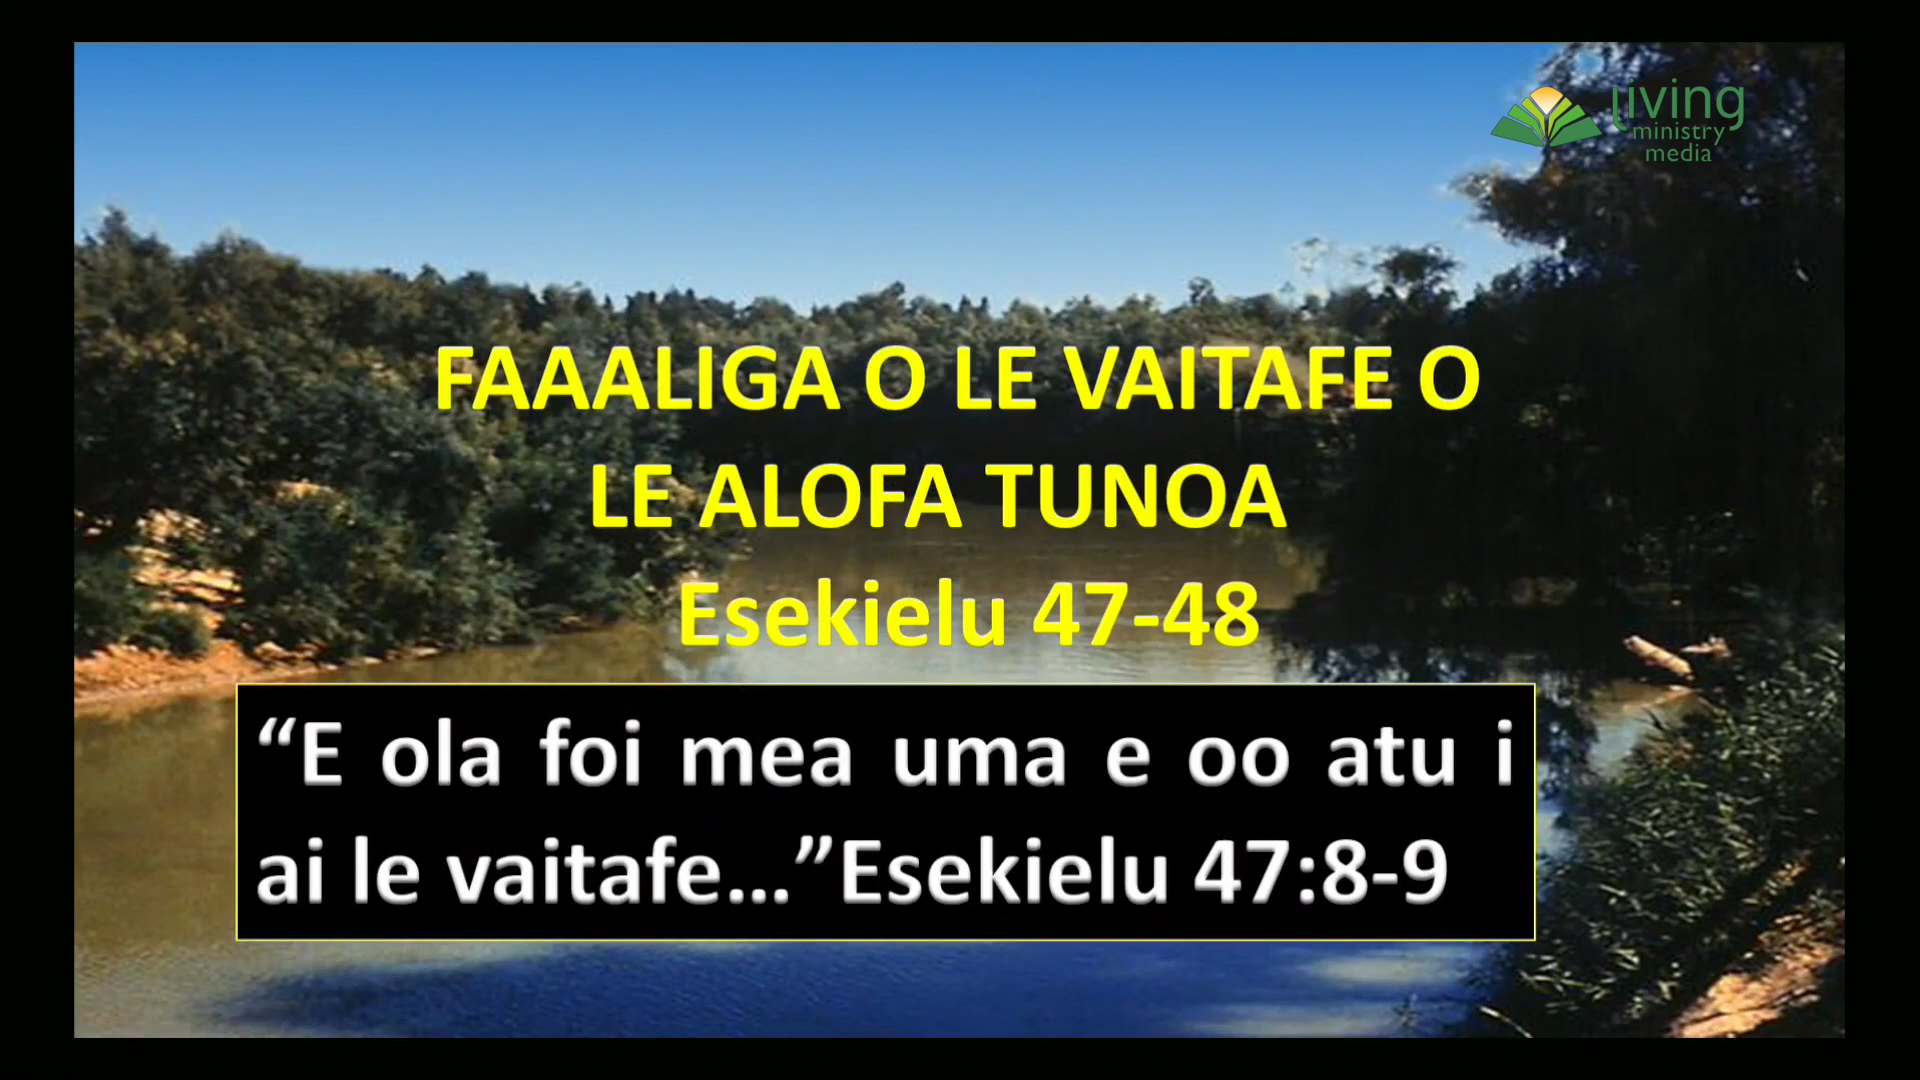 living
ministry
media
FAAALIGA O LE VAITAFE O
LE ALOFA TUNOA
Esekielu 47-48
“E ola foi mea uma e oo atu i
ai le vaitafe...”Esekielu 47:8-9